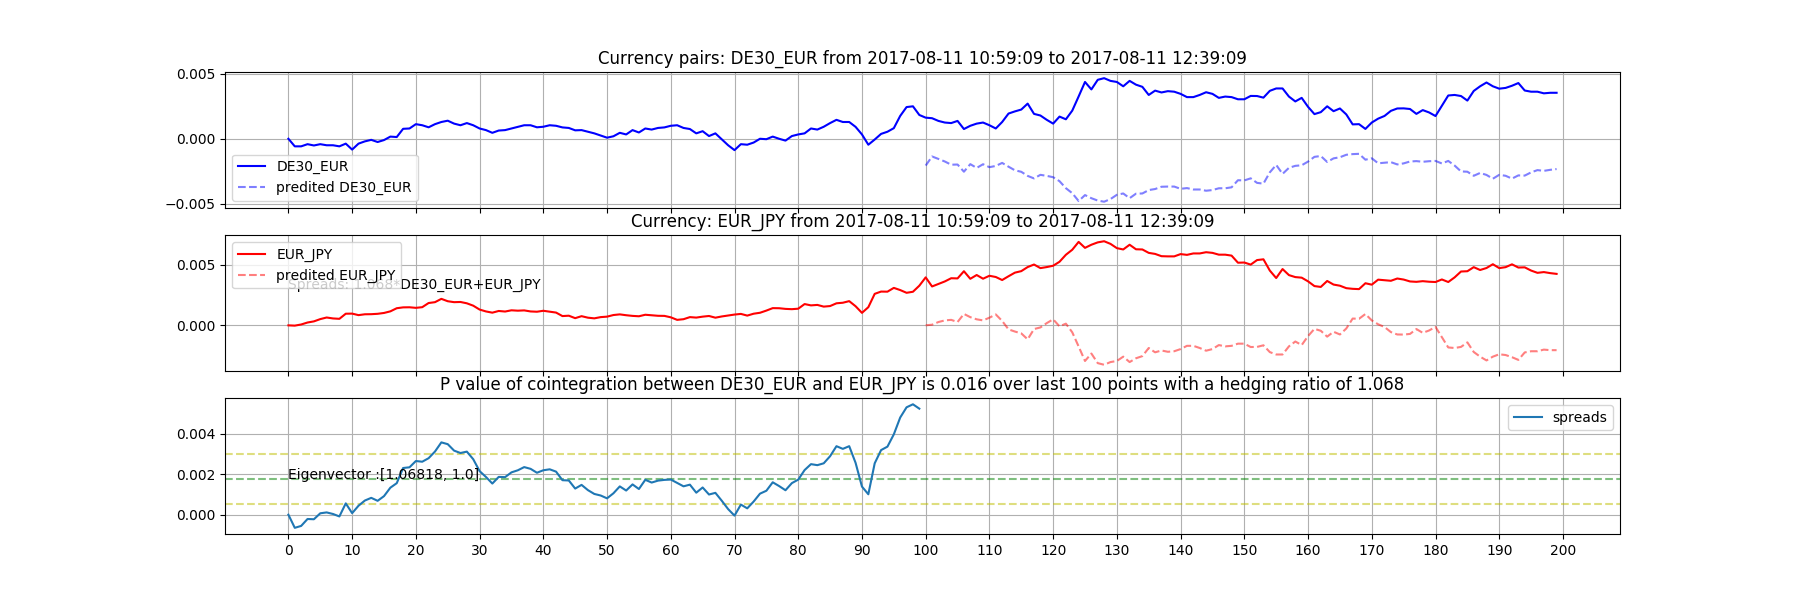 Currency pairs: DE30_EUR from 2017-08-11 10:59:09 to 2017-08-11 12:39:09
0.005
0.000
−0.005
DE30_EUR
predited DE30_EUR
Currency: EUR_JPY from 2017-08-11 10:59:09 to 2017-08-11 12:39:09
0.005
0.000
EUR_JPY
predited EUR_JPY
Spreads: 1.068*DE30_EUR+EUR_JPY
P value of cointegration between DE30_EUR and EUR_JPY is 0.016 over last 100 points with a hedging ratio of 1.068
0.004
0.002
0.000
spreads
Eigenvector :[1.06818, 1.0]
0 10 20 30 40 50 60 70 80 90 100 110 120 130 140 150 160 170 180 190 200